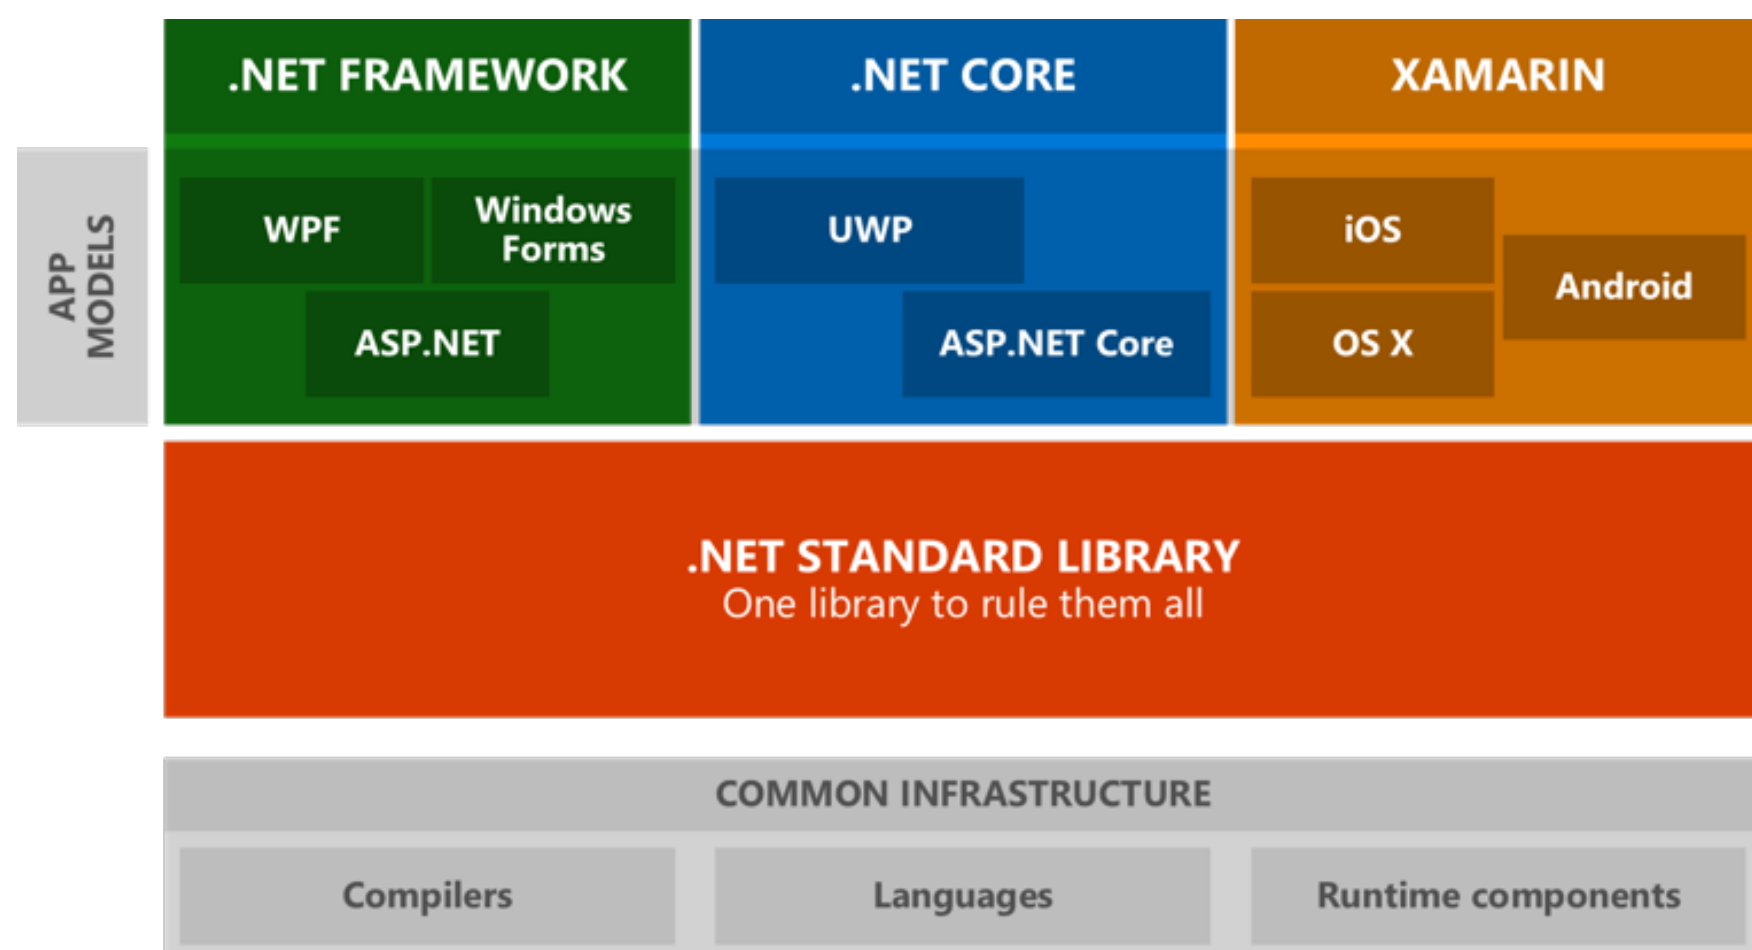 .NET FRAMEWORK
.NET CORE
XAMARIN
APP
MODELS
WPF
Windows
Forms
ASP.NET
UWP
ASP.NET Core
iOS
Android
OS X
.NET STANDARD LIBRARY
One library to rule them all
COMMON INFRASTRUCTURE
Compilers
Languages
Runtime components